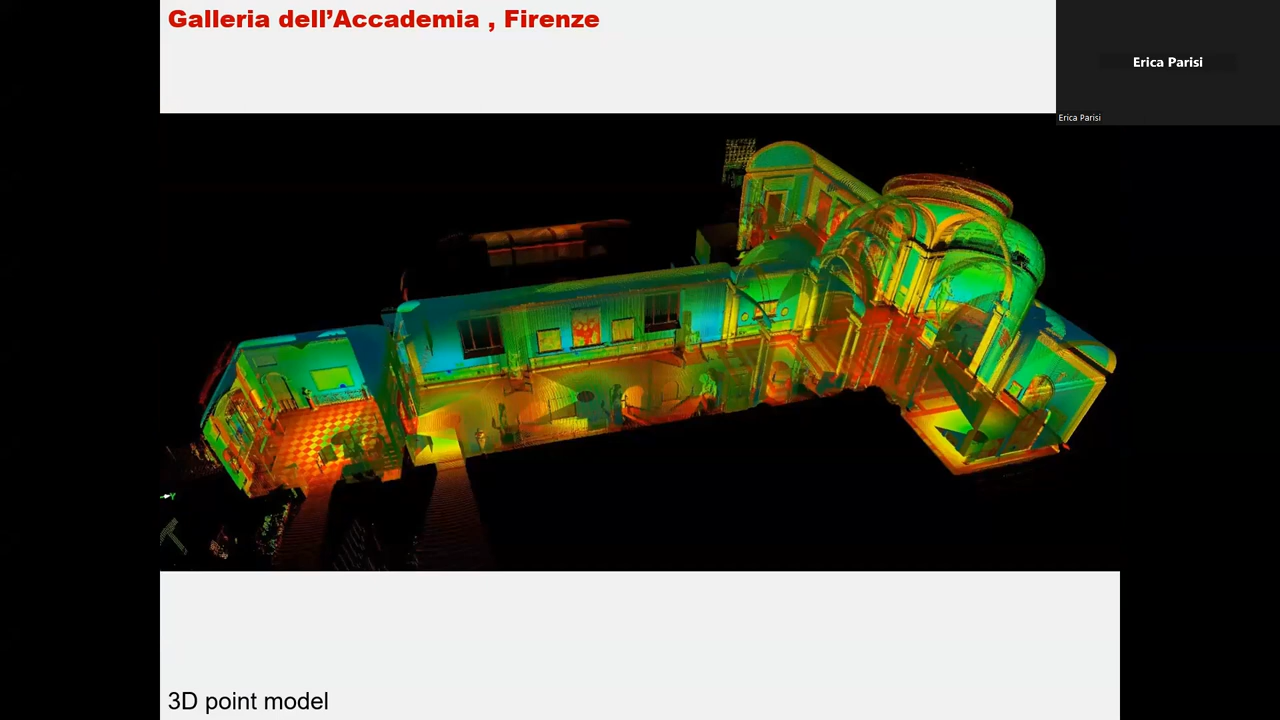 Galleria dell’Accademia , Firenze
Erica Parisi
Erica Parisi
3D point model